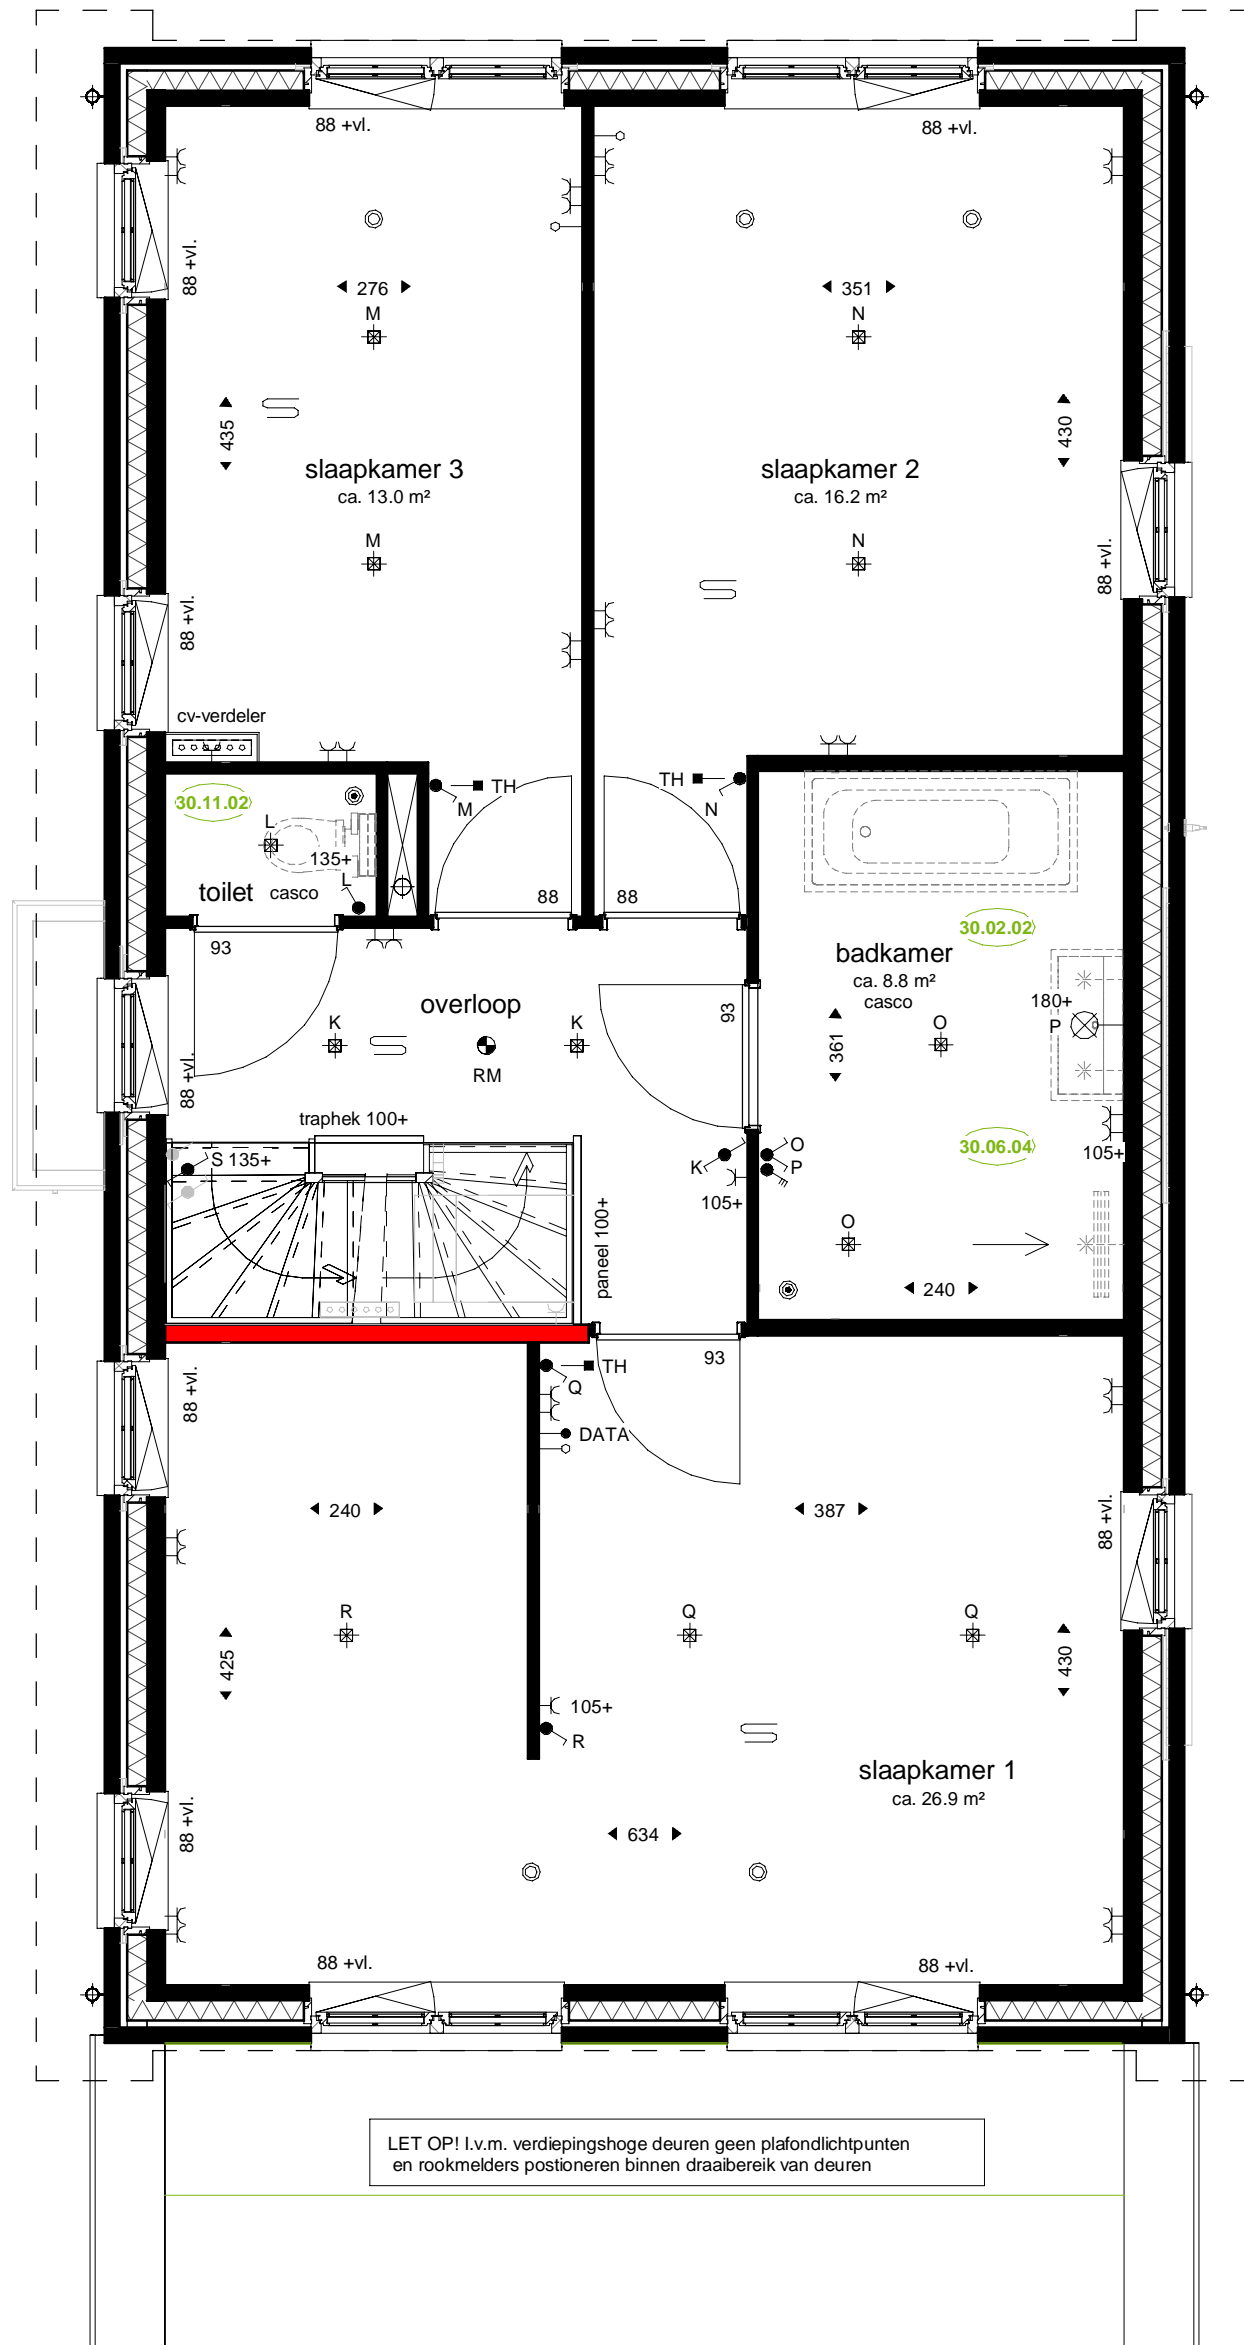 88 +vl.
88 +vl.
88 +vl.
276
M
351
N
435
430
slaapkamer 3
ca. 13.0 m²
slaapkamer 2
ca. 16.2 m²
M
N
88 +vl.
88 +vl.
cv-verdeler
TH
M
TH
N
30.11.02
L
135+
L
toilet casco
88
88
93
30.02.02
badkamer
ca. 8.8 m²
casco
overloop
93
180+
P
K
K
O
361
RM
88 +vl.
traphek 100+
S 135+
K
O
P
30.06.04
105+
105+
paneel 100+
O
240
93
TH
Q
DATA
88 +vl.
240
387
88 +vl.
R
Q
Q
425
430
105+
R
slaapkamer 1
ca. 26.9 m²
88 +vl.
634
88 +vl.
88 +vl.
LET OP! I.v.m. verdiepingshoge deuren geen plafondlichtpunten
en rookmelders postioneren binnen draaibereik van deuren